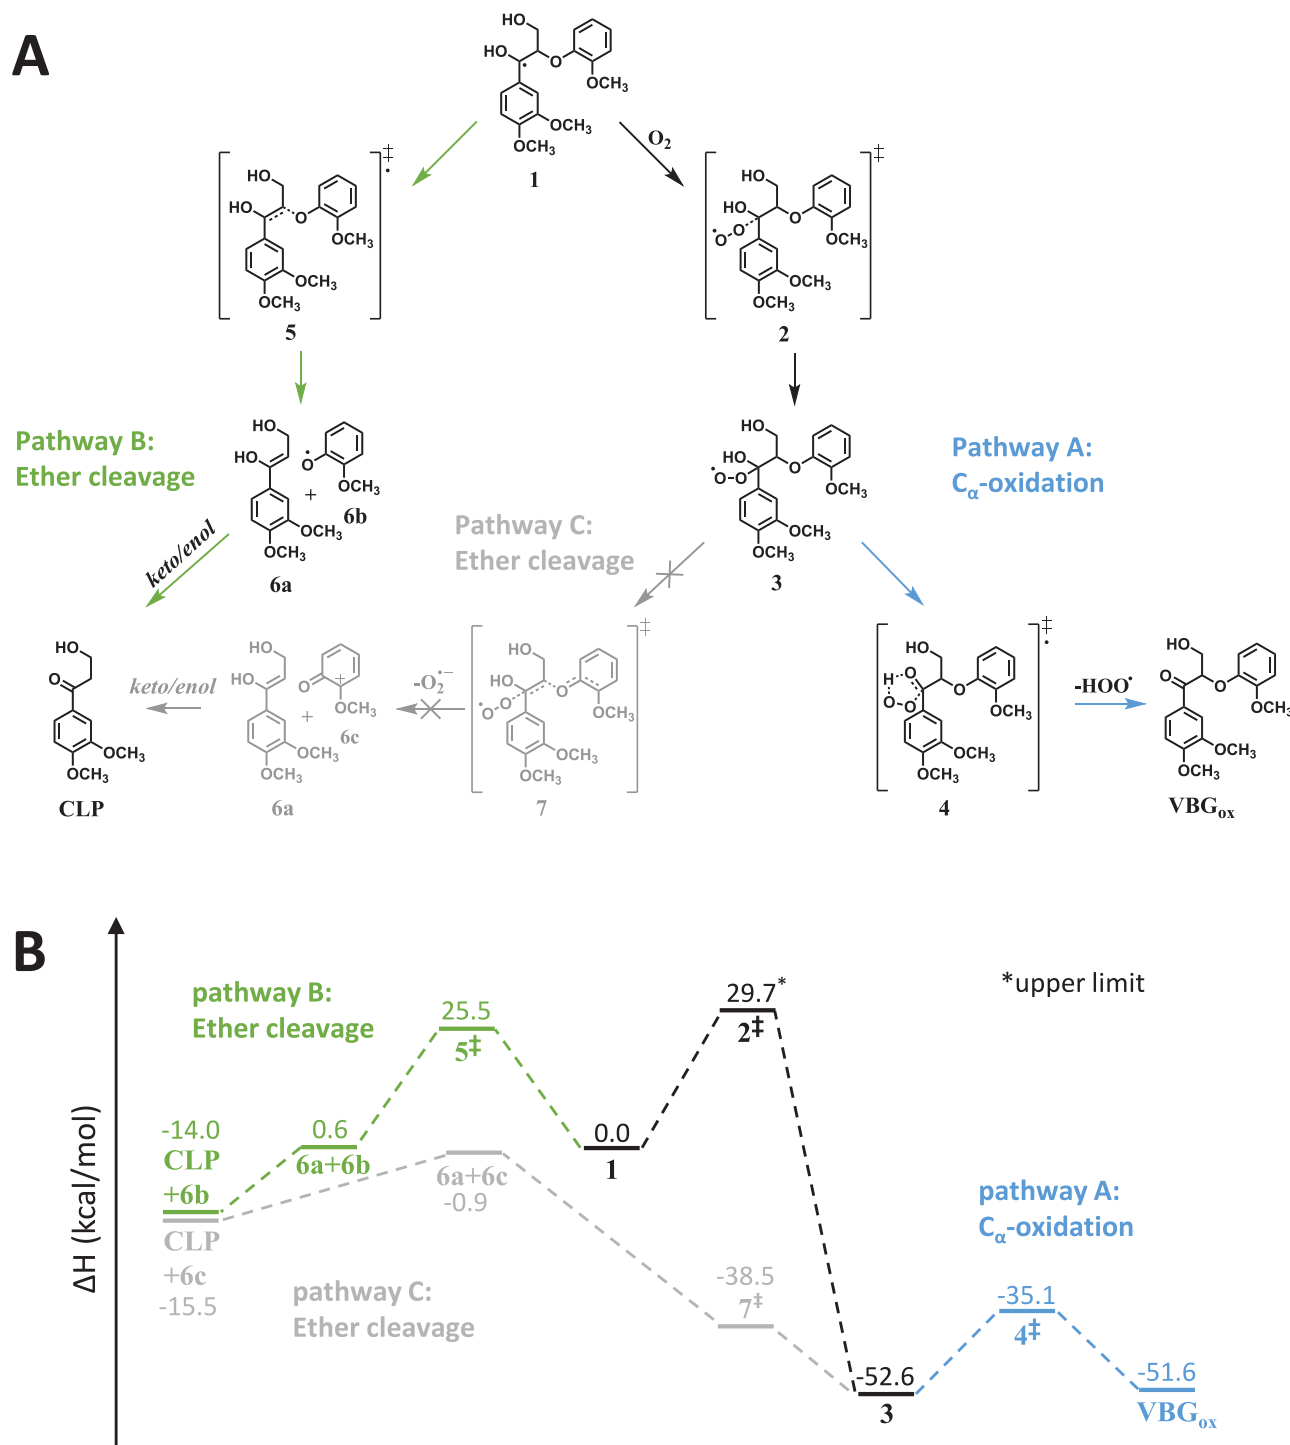 A
HO
HO
O
OCH3
OCH3
OCH3
1
O2
‡
HO
HO
O
OCH3
OCH3
OCH3
5
‡
HO
HO
O
O
O
OCH3
OCH3
OCH3
2
Pathway B:
Ether cleavage
HO
HO
O
OCH3
+
6b
OCH3
OCH3
6a
keto/enol
Pathway C:
Ether cleavage
HO
HO
O
O
O
OCH3
OCH3
OCH3
3
Pathway A:
Cα-oxidation
HO
O
OCH3
OCH3
CLP
keto/enol
HO
HO
O
+
OCH3
+
6c
OCH3
OCH3
6a
-O2•−
‡
HO
HO
O
O
O
OCH3
OCH3
OCH3
7
‡
HO
H
O
O
O
O
OCH3
OCH3
OCH3
4
-HOO•
HO
O
O
OCH3
OCH3
OCH3
VBGox
B
ΔH (kcal/mol)
pathway B:
Ether cleavage
25.5
5‡
29.7*
2‡
*upper limit
-14.0
CLP
+6b
0.6
6a+6b
0.0
1
CLP
+6c
-15.5
6a+6c
-0.9
pathway C:
Ether cleavage
-38.5
7‡
pathway A:
Cα-oxidation
-52.6
3
-35.1
4‡
-51.6
VBGox